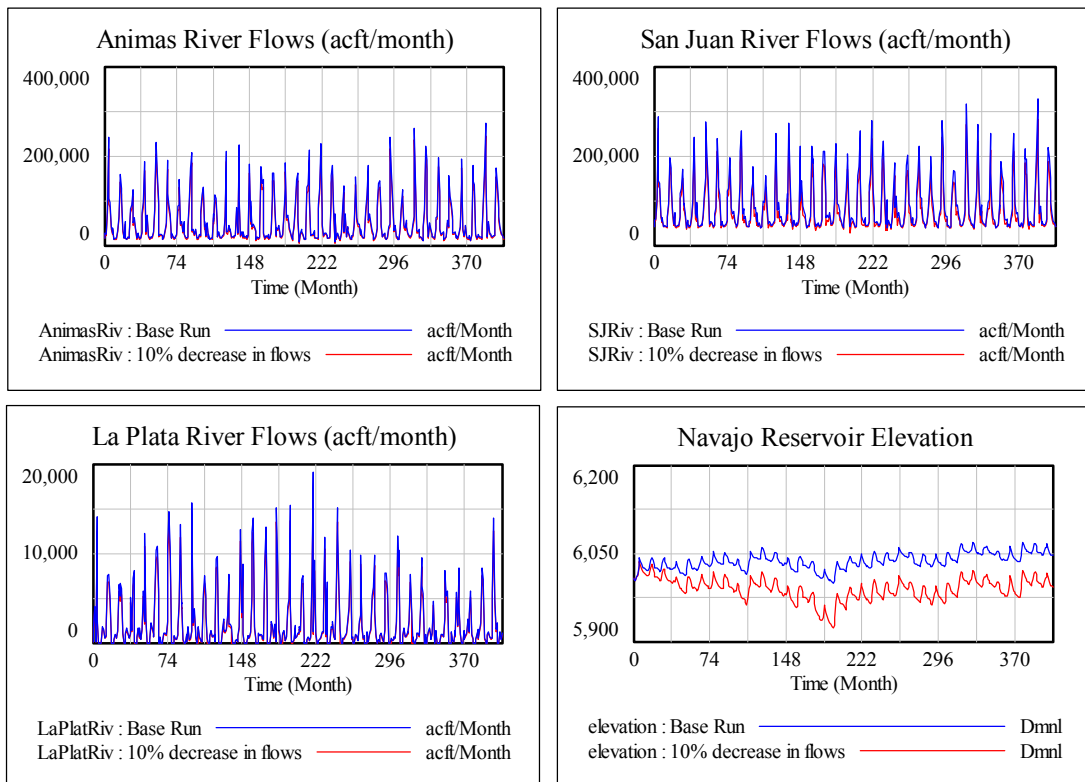 Animas River Flows (acft/month)
400,000
200,000
0
0 74 148 222 296 370
Time (Month)
AnimasRiv : Base Run acft/Month
AnimasRiv : 10% decrease in flows acft/Month
San Juan River Flows (acft/month)
400,000
200,000
0
0 74 148 222 296 370
Time (Month)
SJRiv : Base Run acft/Month
SJRiv : 10% decrease in flows acft/Month
La Plata River Flows (acft/month)
20,000
10,000
0
0 74 148 222 296 370
Time (Month)
LaPlatRiv : Base Run acft/Month
LaPlatRiv : 10% decrease in flows acft/Month
Navajo Reservoir Elevation
6,200
6,050
5,900
0 74 148 222 296 370
Time (Month)
elevation : Base Run Dmnl
elevation : 10% decrease in flows Dmnl